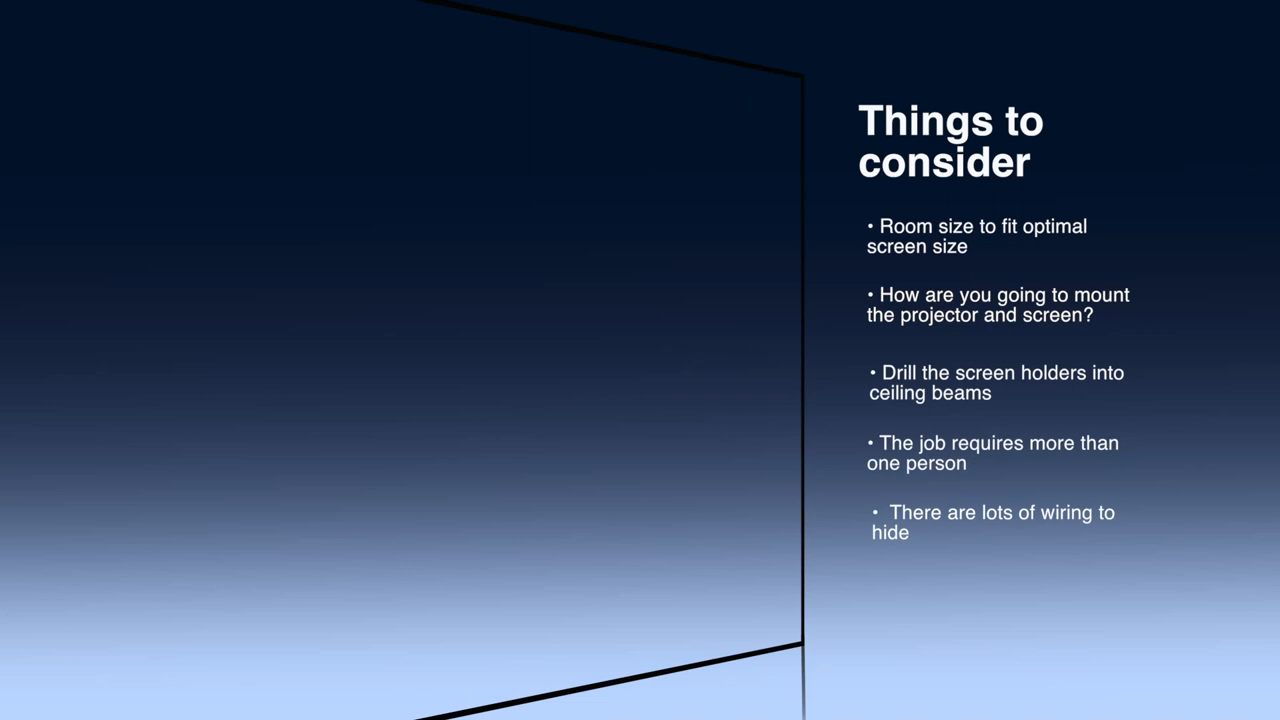 Things to
consider
• Room size to fit optimal
screen size
• How are you going to mount
the projector and screen?
• Drill the screen holders into
ceiling beams
• The job requires more than
one person
• There are lots of wiring to
hide